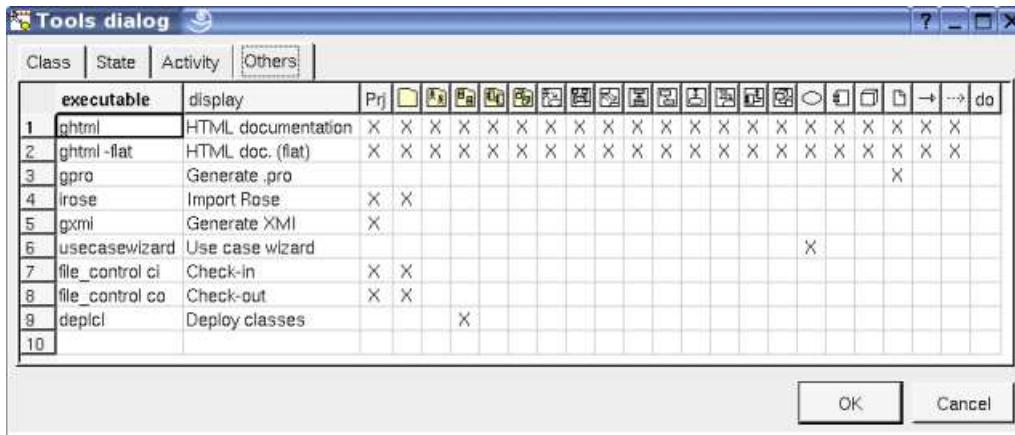 Tools dialog
Class State Activity Others
executable display Prj do
1 ghtml HTML documentation X X X X X X X X X X X X X X X X X X X X X
2 ghtml -flat HTML doc. (flat) X X X X X X X X X X X X X X X X X X X X X
3 gpro Generate .pro X
4 irose Import Rose X X
5 gxmi Generate XMI X
6 usecasewizard Use case wizard X
7 file_control ci Check-in X X
8 file_control co Check-out X X
9 deplcl Deploy classes X
10
OK Cancel